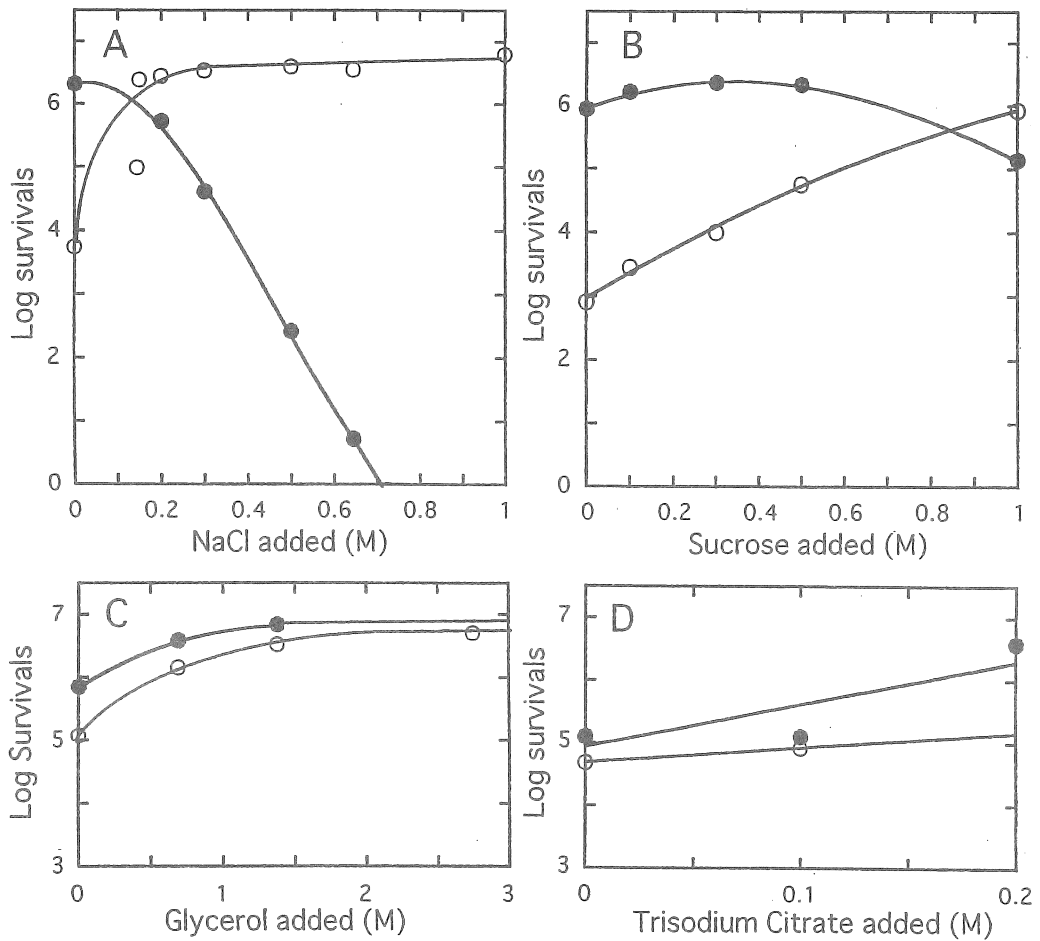 A
Log survivals
6
4
2
0
0 0.2 0.4 0.6 0.8 1
NaCl added (M)
B
Log survivals
6
4
2
0
0 0.2 0.4 0.6 0.8 1
Sucrose added (M)
C
Log Survivals
7
5
3
0 1 2 3
Glycerol added (M)
D
Log survivals
7
5
3
0 0.1 0.2
Trisodium Citrate added (M)